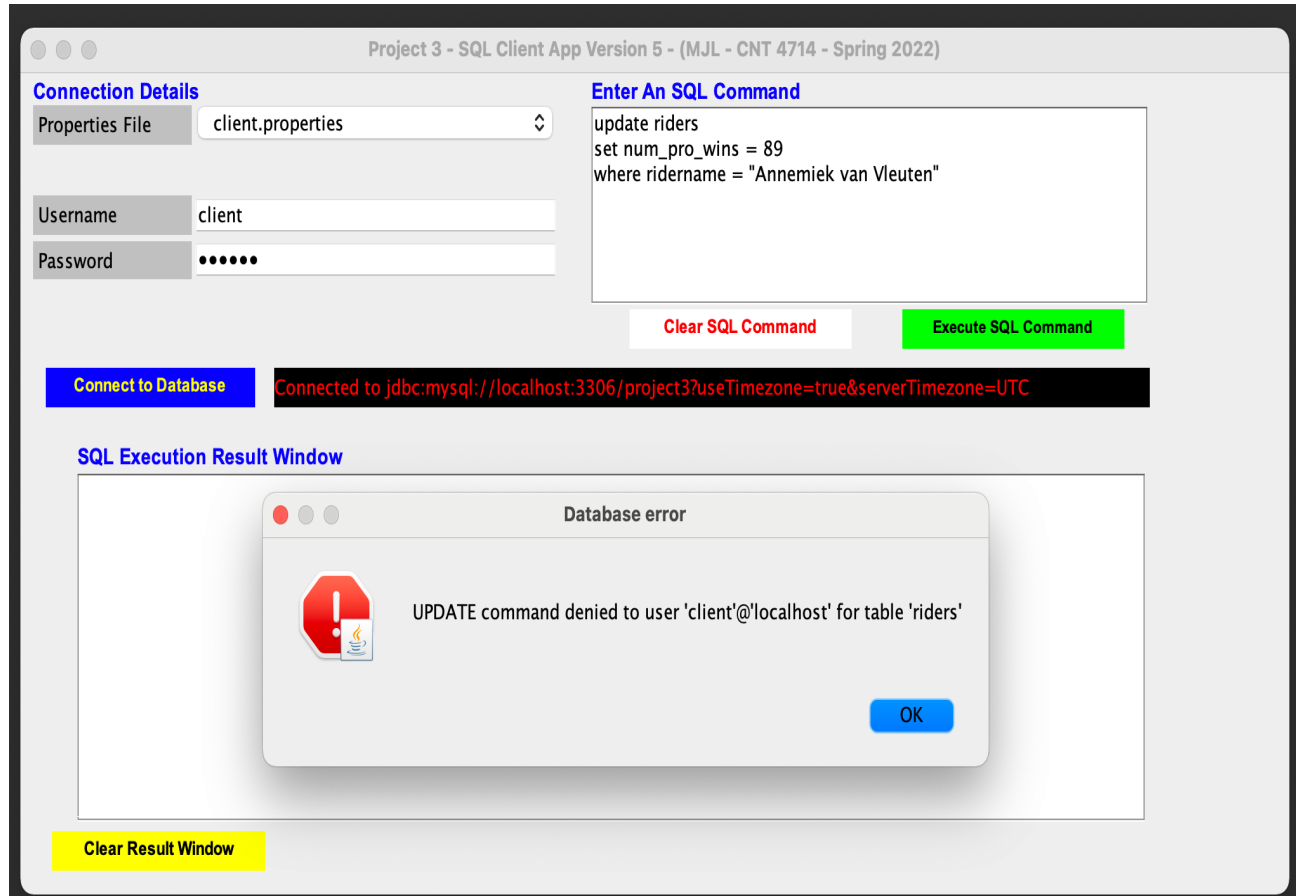 Project 3 - SQL Client App Version 5 - (MJL - CNT 4714 - Spring 2022)
Connection Details
Properties File
client.properties
Username
client
Password
••••••
Enter An SQL Command
update riders
set num_pro_wins = 89
where ridername = "Annemiek van Vleuten"
Clear SQL Command
Execute SQL Command
Connect to Database
Connected to jdbc:mysql://localhost:3306/project3?useTimezone=true&serverTimezone=UTC
SQL Execution Result Window
Database error
UPDATE command denied to user 'client'@'localhost' for table 'riders'
OK
Clear Result Window